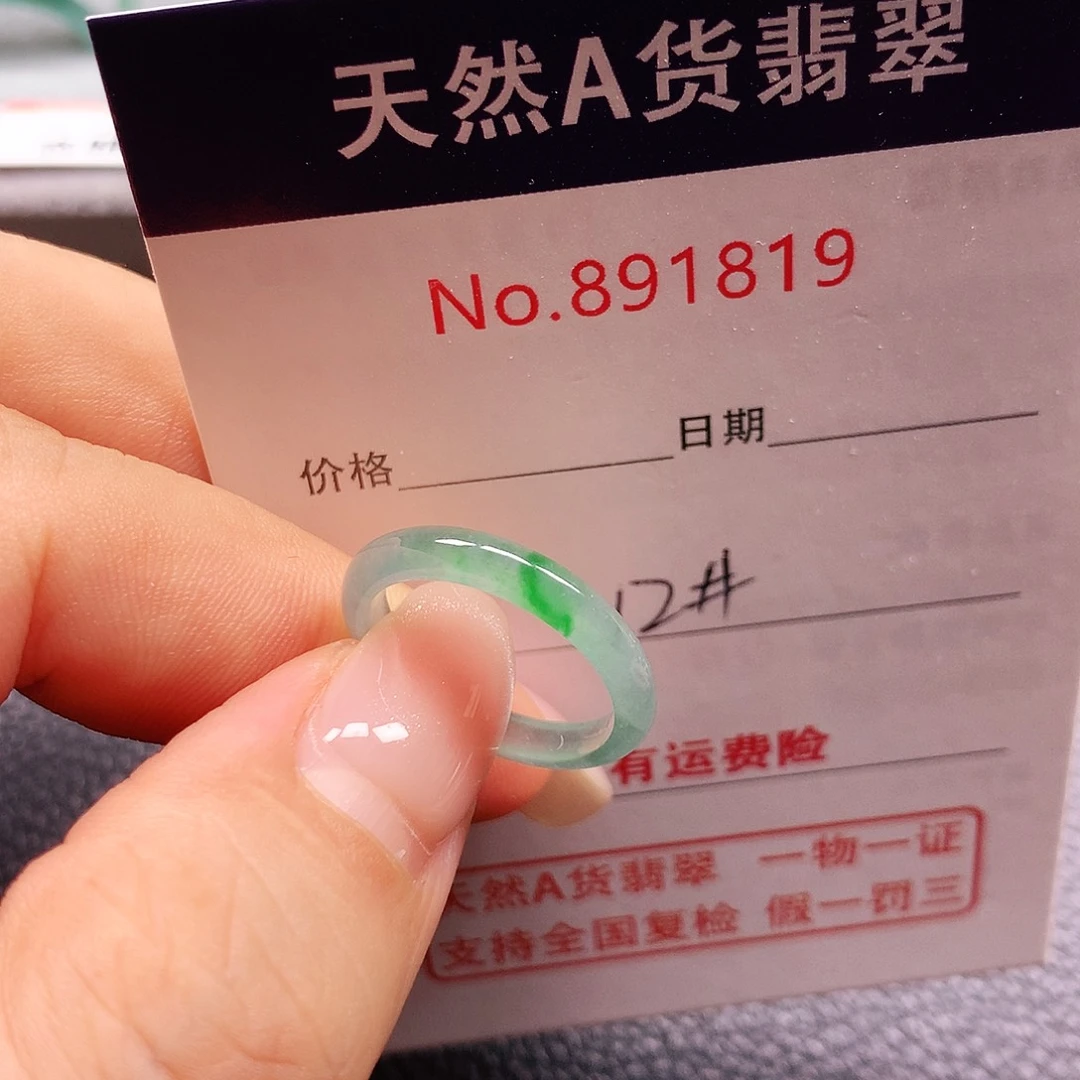 天然A货翡翠
No.891819
价格 日期
12#
有运费险
天然A货翡翠 一物一证
支持全国复检 假一罚三